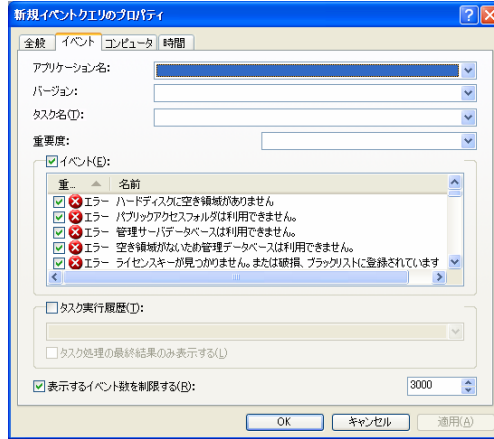 新規イベントクエリのプロパティ
全般 イベント コンピュータ 時間
アプリケーション名:
バージョン:
タスク名(T):
重要度:
イベント(E):
重... 名前
エラー ハードディスクに空き領域がありません
エラー パブリックアクセスフォルダは利用できません。
エラー 管理サーバデータベースは利用できません。
エラー 空き領域がないため管理データベースは利用できません。
エラー ライセンスキーが見つかりません。または破損、ブラックリストに登録されています
タスク実行履歴(T):
タスク処理の最終結果のみ表示する(L)
表示するイベント数を制限する(R): 3000
OK キャンセル 適用(A)